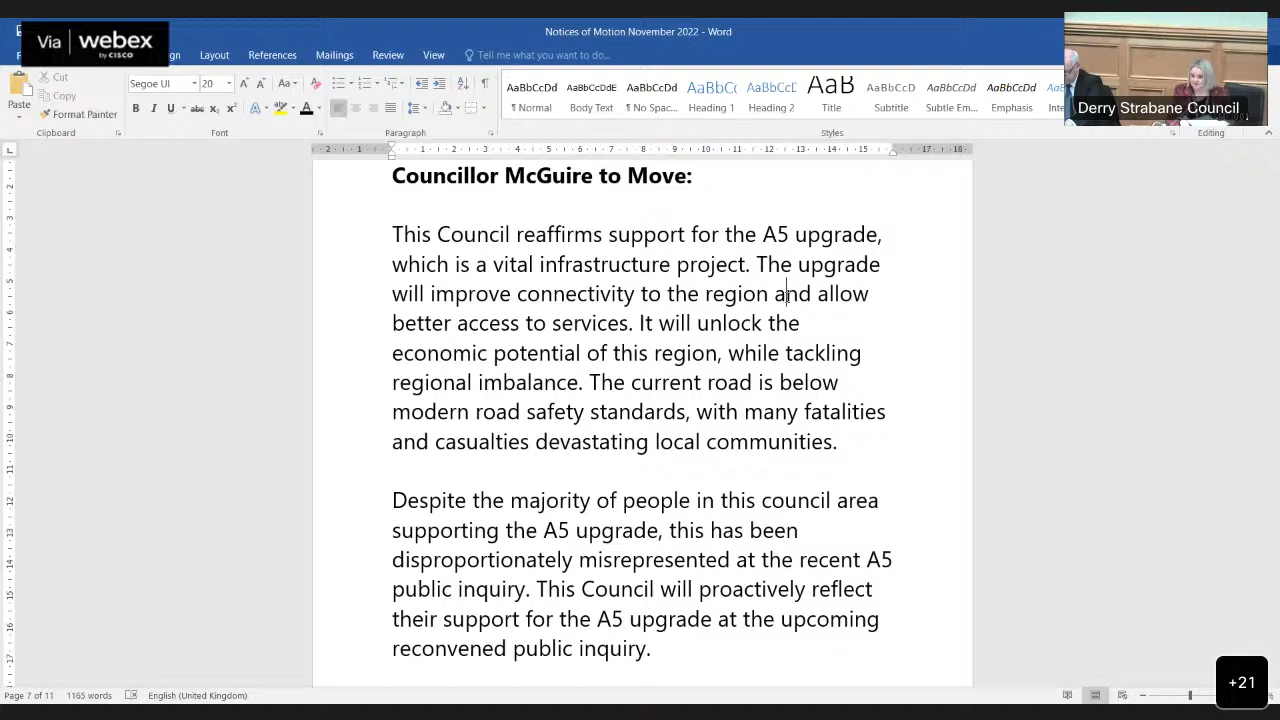 Via webex
by CISCO
Notices of Motion November 2022 - Word
Layout References Mailings Review View Tell me what you want to do...
Cut
Copy
Format Painter
Paste
Segoe UI 20
AaBbCcDd AaBbCcDdE AaBbCcDd AaBbCc AaBbCcL AaB AaBbCcD AaBbCcDd AaBbCcDd
¶ Normal Body Text ¶ No Spac... Heading 1 Heading 2 Title Subtitle Subtle Em... Emphasis
Clipboard Font Paragraph Styles Editing
Derry Strabane Council
Councillor McGuire to Move:
This Council reaffirms support for the A5 upgrade,
which is a vital infrastructure project. The upgrade
will improve connectivity to the region and allow
better access to services. It will unlock the
economic potential of this region, while tackling
regional imbalance. The current road is below
modern road safety standards, with many fatalities
and casualties devastating local communities.
Despite the majority of people in this council area
supporting the A5 upgrade, this has been
disproportionately misrepresented at the recent A5
public inquiry. This Council will proactively reflect
their support for the A5 upgrade at the upcoming
reconvened public inquiry.
Page 7 of 11 1165 words English (United Kingdom)
+21